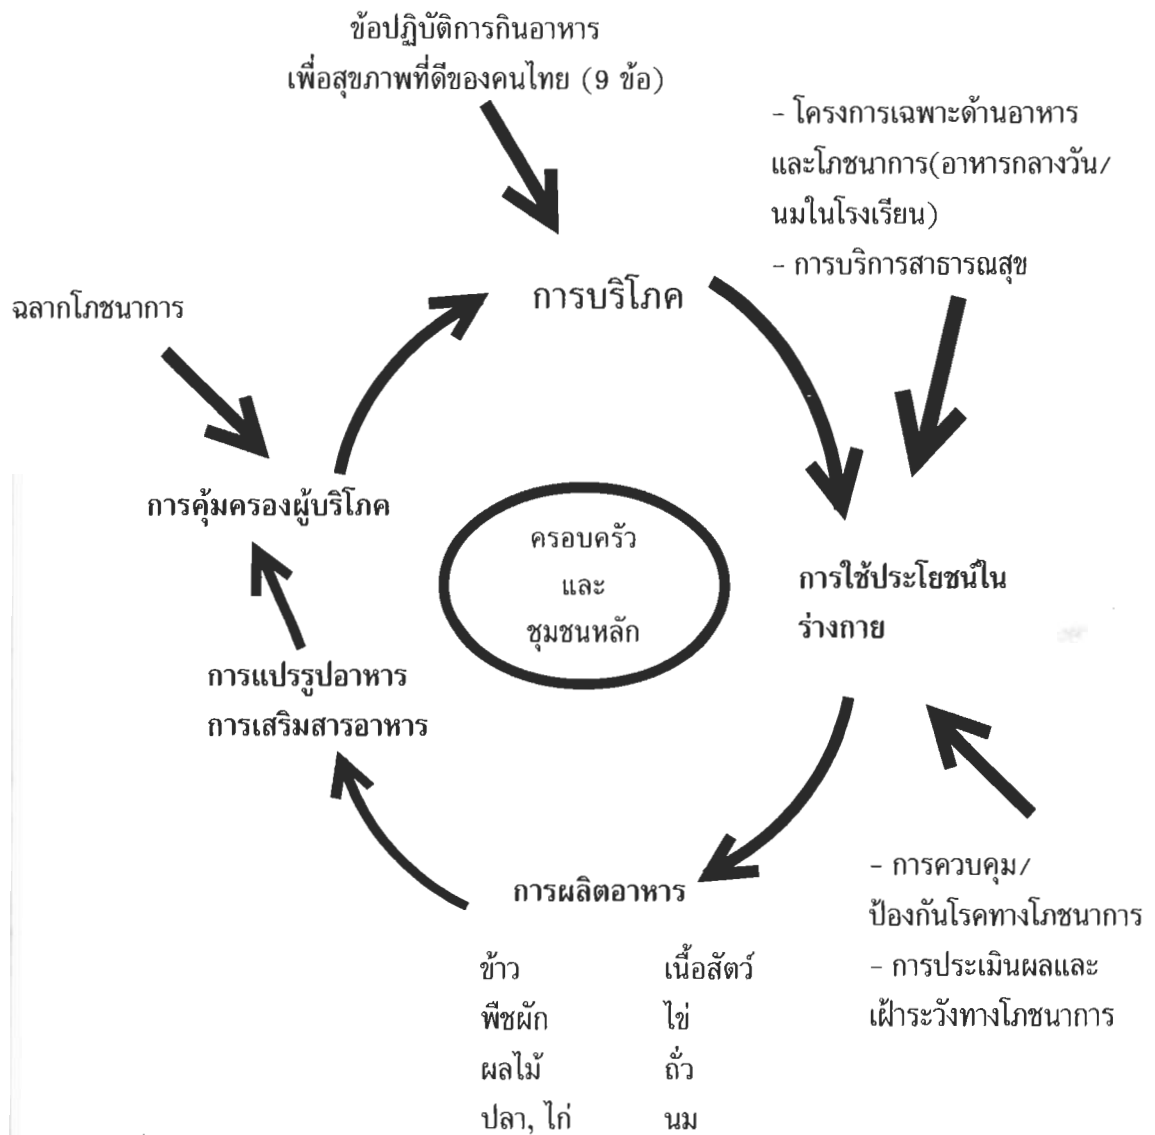 ข้อปฏิบัติการกินอาหาร
เพื่อสุขภาพที่ดีของคนไทย (9 ข้อ)
- โครงการเฉพาะด้านอาหาร
และโภชนาการ(อาหารกลางวัน/
นมในโรงเรียน)
- การบริการสาธารณสุข
การบริโภค
ฉลากโภชนาการ
การคุ้มครองผู้บริโภค
ครอบครัว
และ
ชุมชนหลัก
การใช้ประโยชน์ใน
ร่างกาย
การแปรรูปอาหาร
การเสริมสารอาหาร
- การควบคุม/
ป้องกันโรคทางโภชนาการ
- การประเมินผลและ
เฝ้าระวังทางโภชนาการ
การผลิตอาหาร
ข้าว เนื้อสัตว์
พืชผัก ไข่
ผลไม้ ถั่ว
ปลา, ไก่ นม